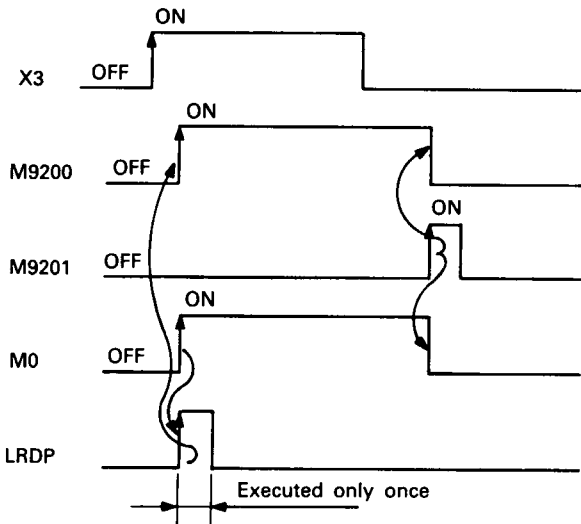 ON
X3 OFF
ON
M9200 OFF
ON
M9201 OFF
ON
M0 OFF
LRDP
Executed only once